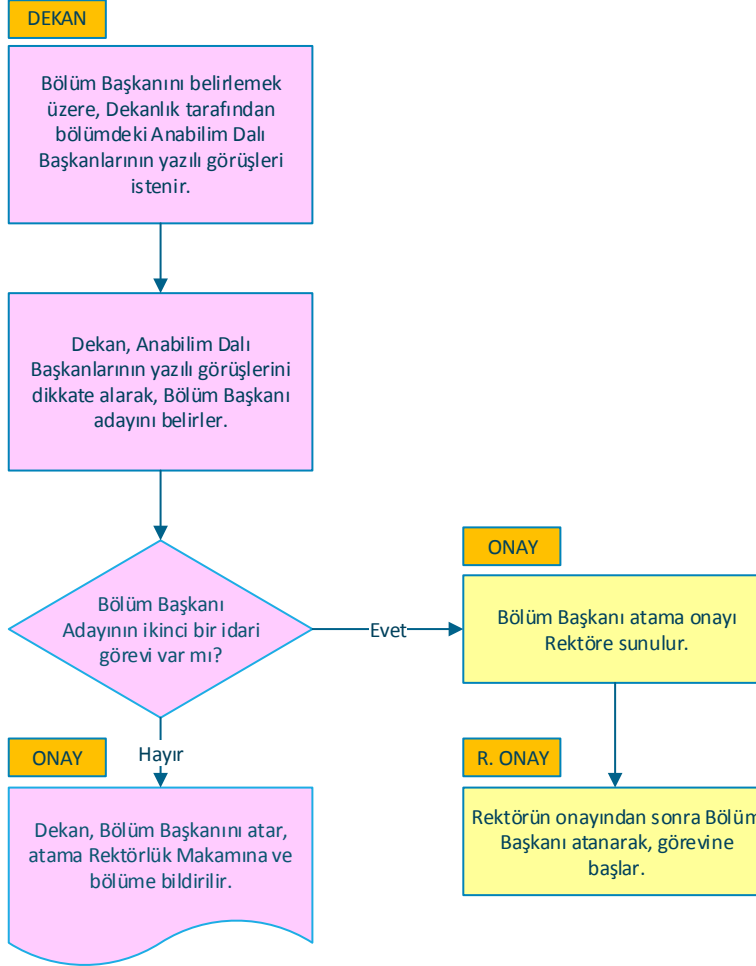 DEKAN
Bölüm Başkanını belirlemek
üzere, Dekanlık tarafından
bölümdeki Anabilim Dalı
Başkanlarının yazılı görüşleri
istenir.
Dekan, Anabilim Dalı
Başkanlarının yazılı görüşlerini
dikkate alarak, Bölüm Başkanı
adayını belirler.
Bölüm Başkanı
Adayının ikinci bir idari
görevi var mı?
Evet
ONAY
Bölüm Başkanı atama onayı
Rektöre sunulur.
Hayır
ONAY
Dekan, Bölüm Başkanını atar,
atama Rektörlük Makamına ve
bölüme bildirilir.
R. ONAY
Rektörün onayından sonra Bölüm
Başkanı atanarak, görevine
başlar.